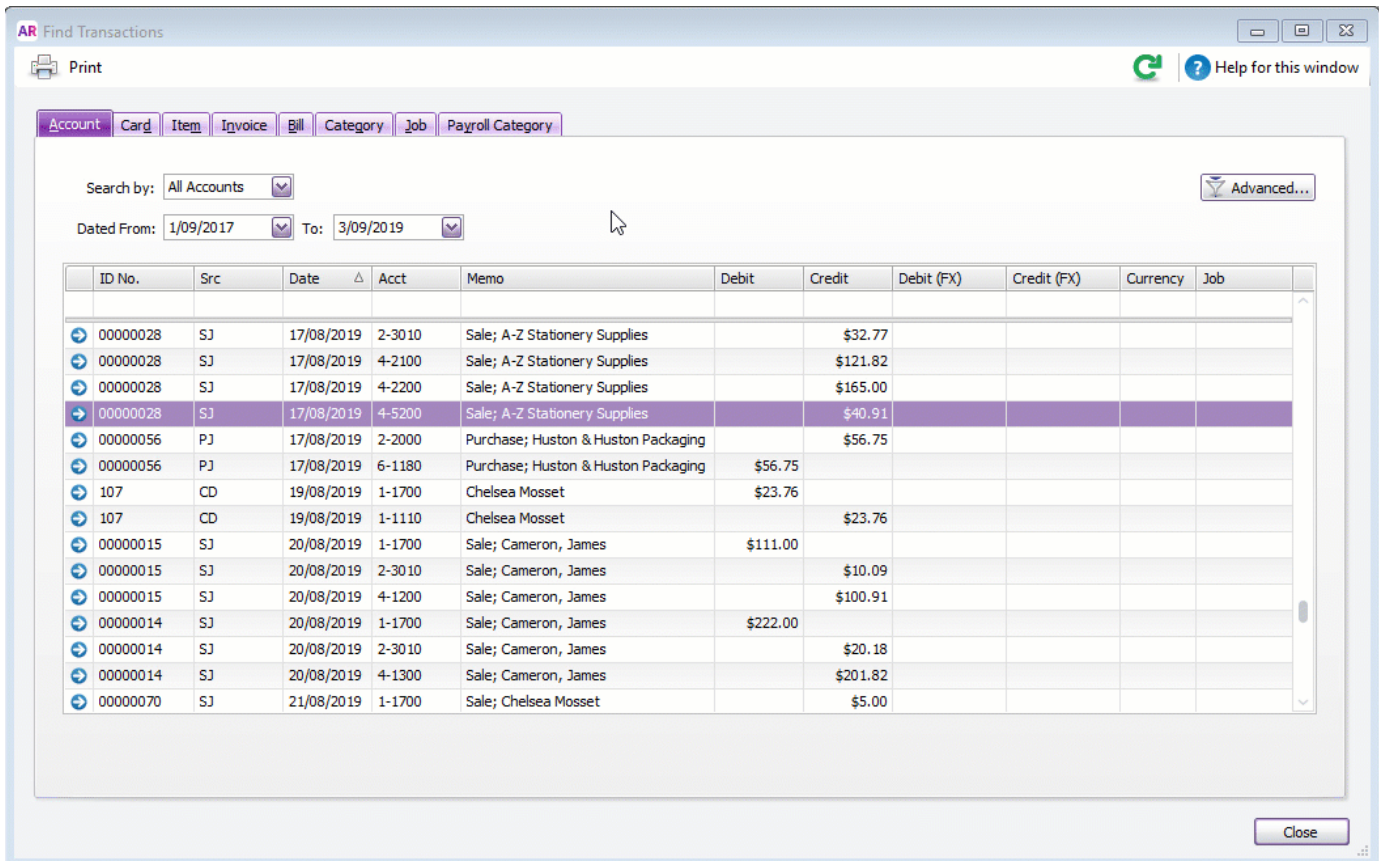 AR Find Transactions
Print
? Help for this window
Account Card Item Invoice Bill Category Job Payroll Category
Search by: All Accounts
Advanced...
Dated From: 1/09/2017 To: 3/09/2019
ID No. Src Date Acct Memo Debit Credit Debit (FX) Credit (FX) Currency Job
00000028 SJ 17/08/2019 2-3010 Sale; A-Z Stationery Supplies $32.77
00000028 SJ 17/08/2019 4-2100 Sale; A-Z Stationery Supplies $121.82
00000028 SJ 17/08/2019 4-2200 Sale; A-Z Stationery Supplies $165.00
00000028 SJ 17/08/2019 4-5200 Sale; A-Z Stationery Supplies $40.91
00000056 PJ 17/08/2019 2-2000 Purchase; Huston & Huston Packaging $56.75
00000056 PJ 17/08/2019 6-1180 Purchase; Huston & Huston Packaging $56.75
107 CD 19/08/2019 1-1700 Chelsea Mosset $23.76
107 CD 19/08/2019 1-1110 Chelsea Mosset $23.76
00000015 SJ 20/08/2019 1-1700 Sale; Cameron, James $111.00
00000015 SJ 20/08/2019 2-3010 Sale; Cameron, James $10.09
00000015 SJ 20/08/2019 4-1200 Sale; Cameron, James $100.91
00000014 SJ 20/08/2019 1-1700 Sale; Cameron, James $222.00
00000014 SJ 20/08/2019 2-3010 Sale; Cameron, James $20.18
00000014 SJ 20/08/2019 4-1300 Sale; Cameron, James $201.82
00000070 SJ 21/08/2019 1-1700 Sale; Chelsea Mosset $5.00
Close